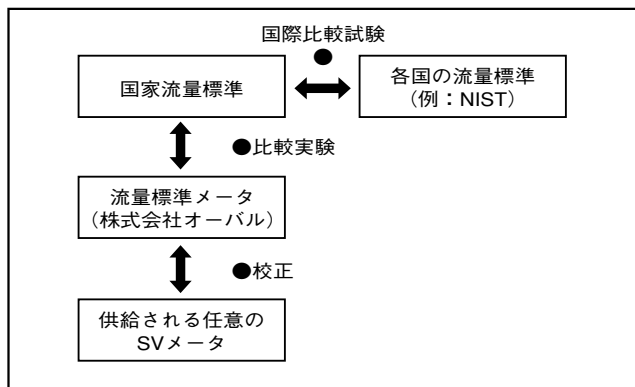 国際比較試験
●
国家流量標準
各国の流量標準
（例：NIST）
●比較実験
流量標準メータ
（株式会社オーバル）
●校正
供給される任意の
SVメータ